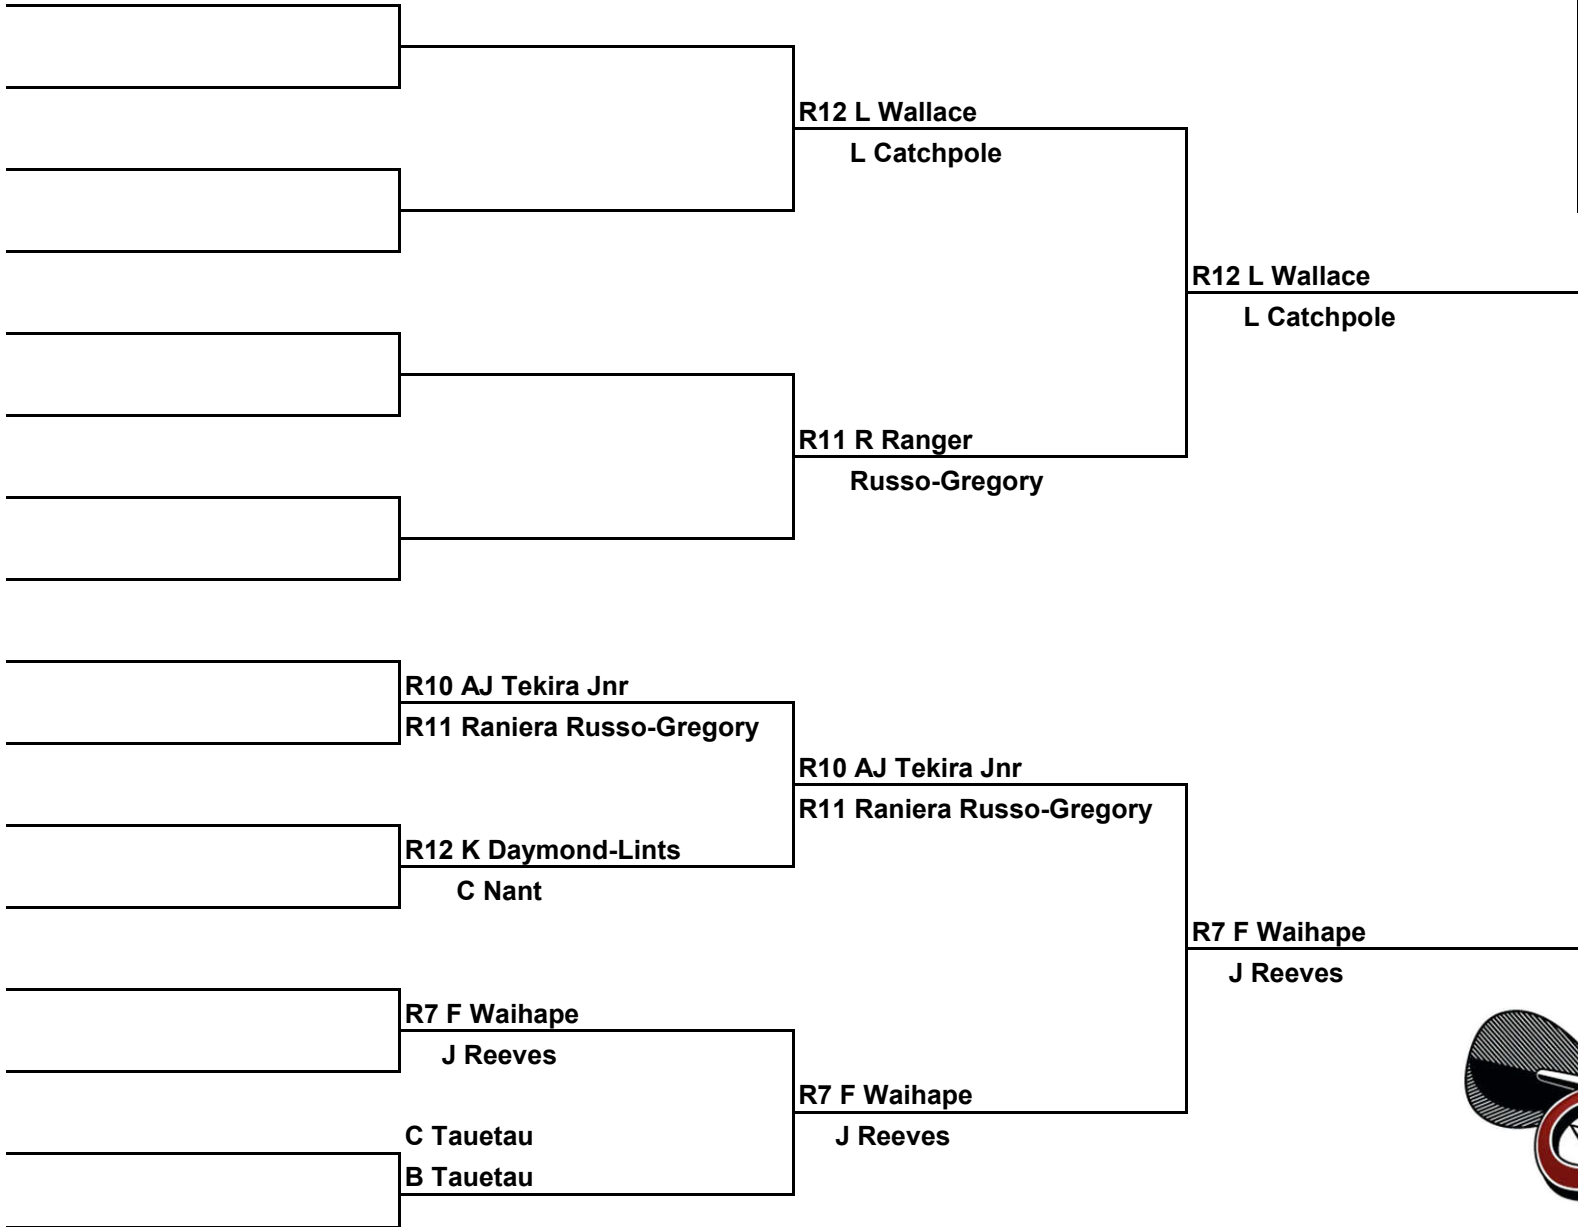 R12 L Wallace
L Catchpole
R12 L Wallace
L Catchpole
R11 R Ranger
Russo-Gregory
R10 AJ Tekira Jnr
R11 Raniera Russo-Gregory
R10 AJ Tekira Jnr
R11 Raniera Russo-Gregory
R12 K Daymond-Lints
C Nant
R7 F Waihape
J Reeves
R7 F Waihape
J Reeves
R7 F Waihape
J Reeves
C Tauetau
B Tauetau